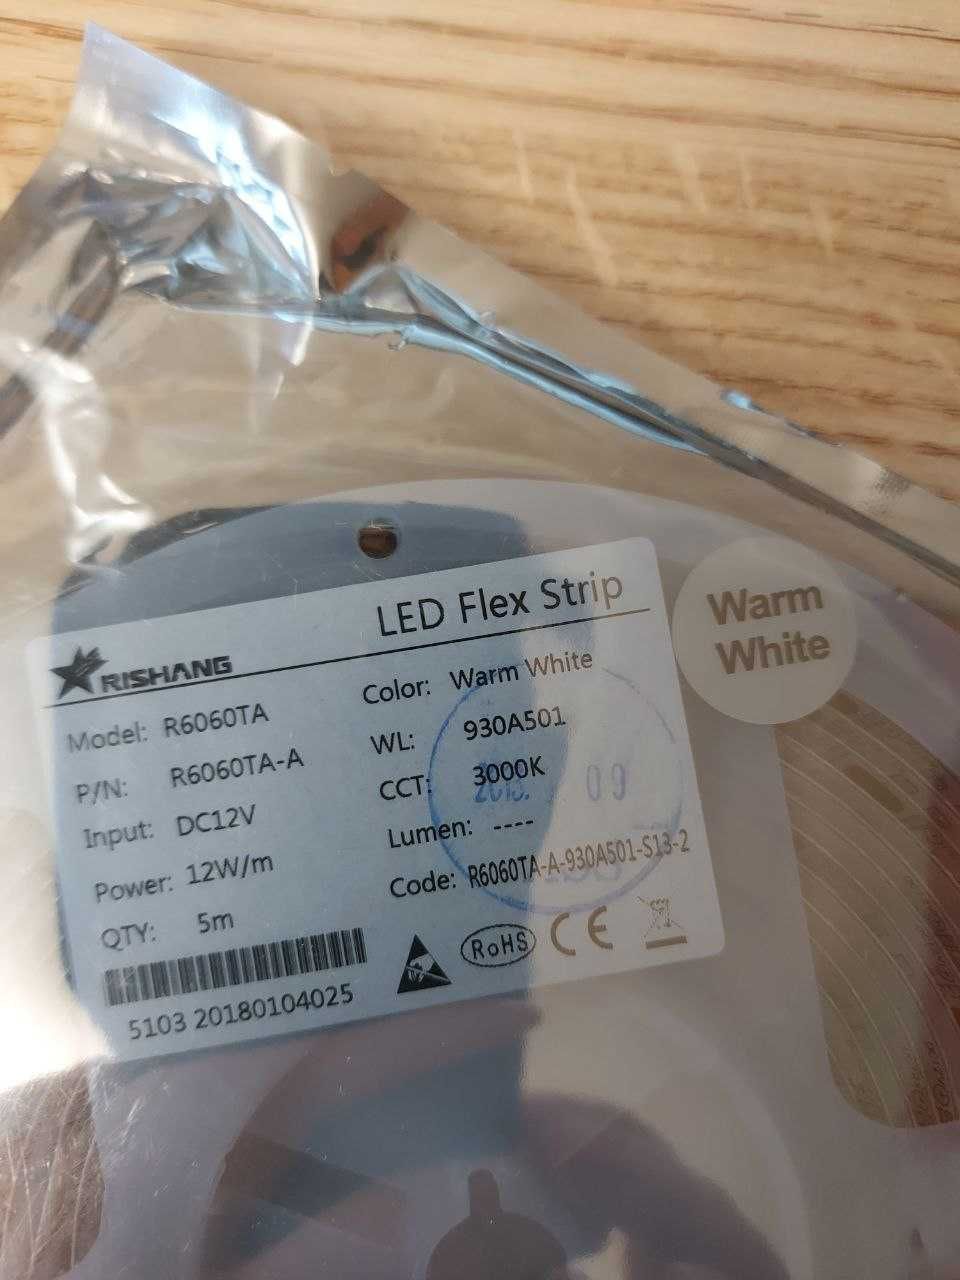 LED Flex Strip
RISHANG
Model: R6060TA
P/N: R6060TA-A
Input: DC12V
Power: 12W/m
QTY: 5m
5103 20180104025
Color: Warm White
WL: 930A501
CCT: 3000K
Lumen: ----
Code: R6060TA-A-930A501-S13-2
09
RoHS
CE
Warm
White